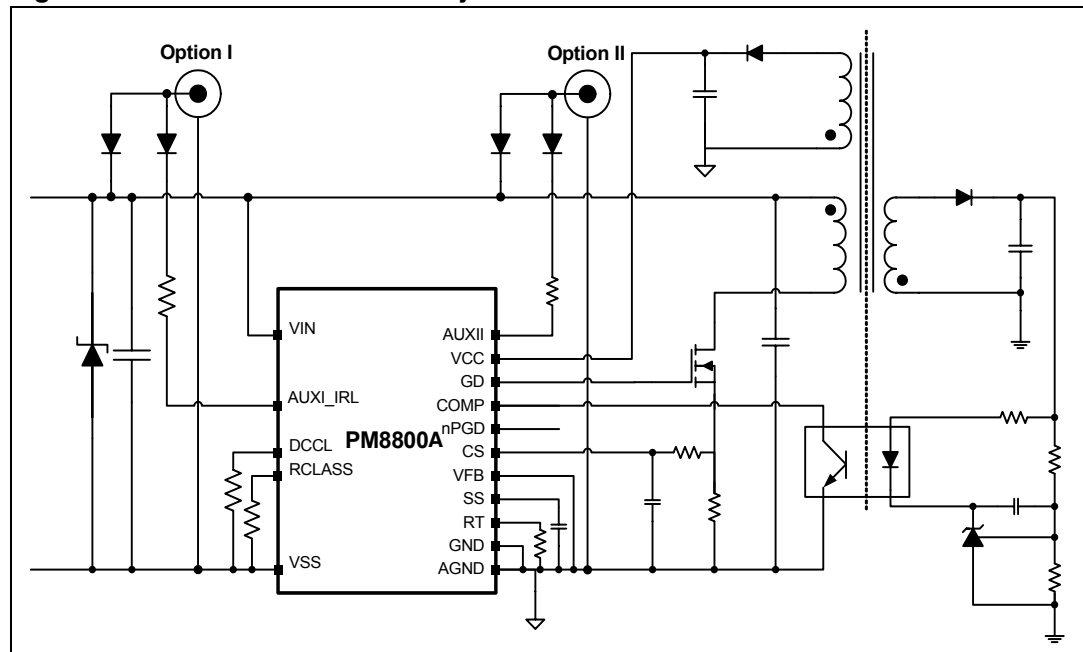 Option I
Option II
VIN
AUXI_IRL
DCCL
RCLASS
VSS
PM8800A
AUXII
VCC
GD
COMP
nPGD
CS
VFB
SS
RT
GND
AGND